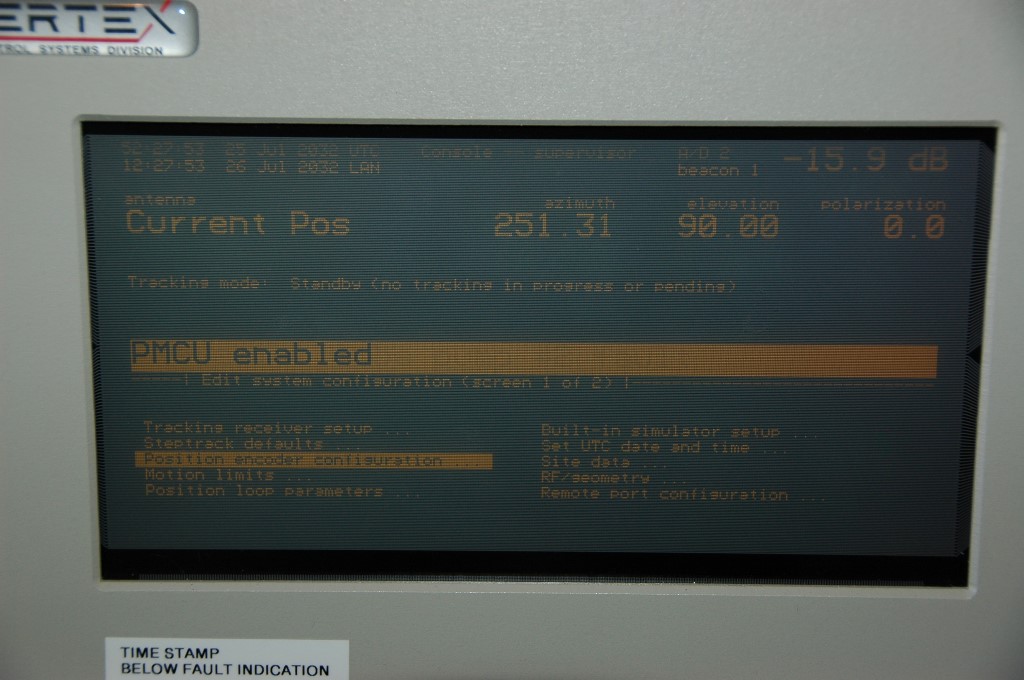 ERTEX
TROL SYSTEMS DIVISION
:27:53 25 Jul 2032 UTC Console supervisor A/D 2 -15.9 dB
12:27:53 26 Jul 2032 LAN beacon 1
antenna azimuth elevation polarization
Current Pos 251.31 90.00 0.0
Tracking mode: Standby (no tracking in progress or pending)
PMCU enabled
-----| Edit system configuration (screen 1 of 2) |-----
Tracking receiver setup ... Built-in simulator setup ...
Steptrack defaults ... Set UTC date and time ...
Position encoder configuration ... Site data ...
Motion limits ... RF/geometry ...
Position loop parameters ... Remote port configuration ...
TIME STAMP
BELOW FAULT INDICATION